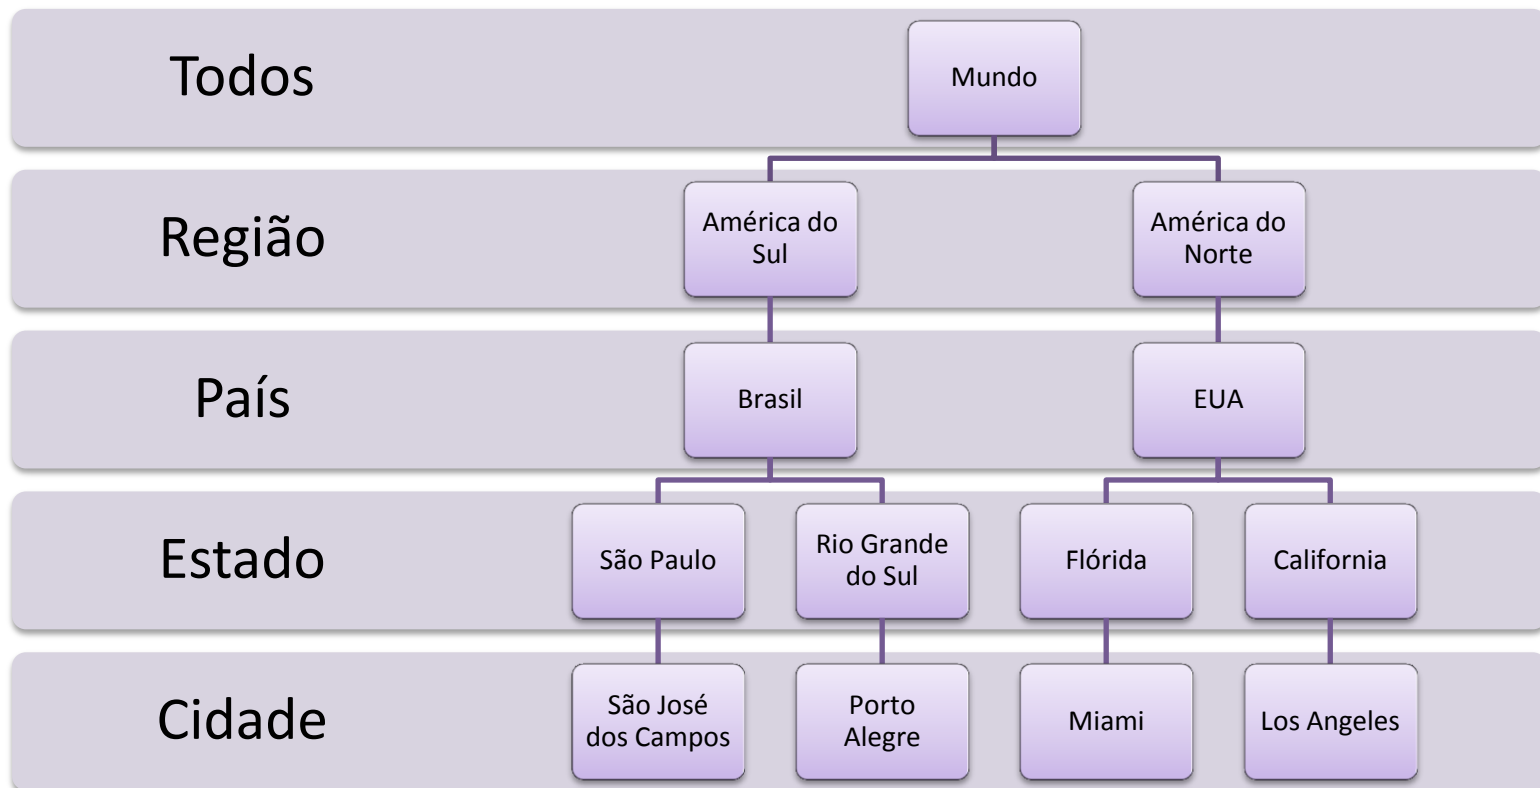 Todos
Mundo
Região
América do
Sul
América do
Norte
País
Brasil
EUA
Estado
São Paulo
Rio Grande
do Sul
Flórida
California
Cidade
São José
dos Campos
Porto
Alegre
Miami
Los Angeles